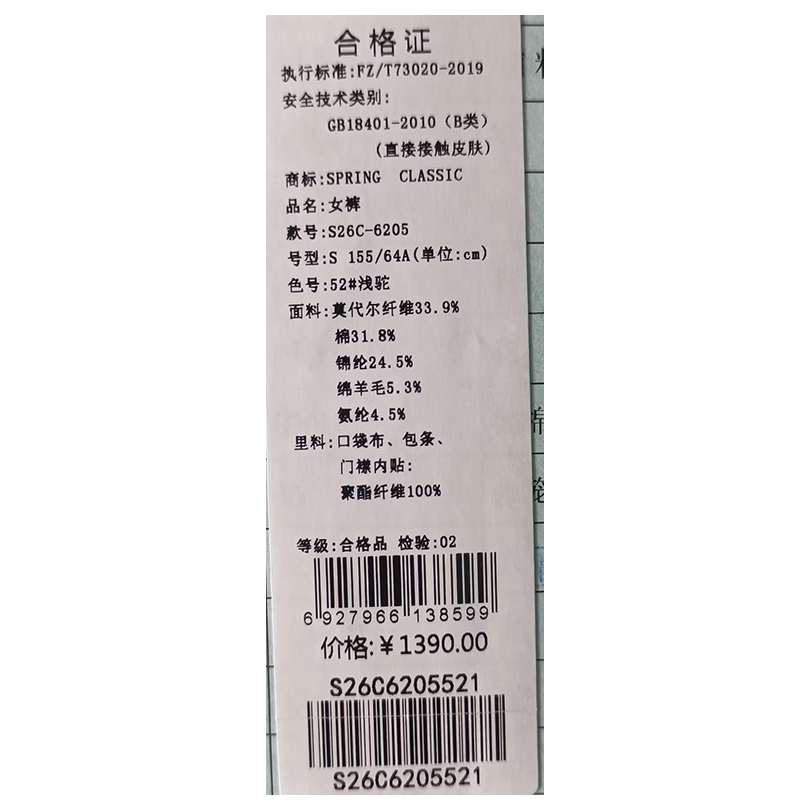 合格证
执行标准:FZ/T73020-2019
安全技术类别:
GB18401-2010(B类)
(直接接触皮肤)
商标:SPRING CLASSIC
品名:女裤
款号:S26C-6205
号型:S 155/64A(单位:cm)
色号:52#浅驼
面料:莫代尔纤维33.9%
棉31.8%
锦纶24.5%
绵羊毛5.3%
氨纶4.5%
里料:口袋布、包条、
门襟内贴:
聚酯纤维100%
等级:合格品 检验:02
6 927966 138599
价格:￥1390.00
S26C6205521
S26C6205521